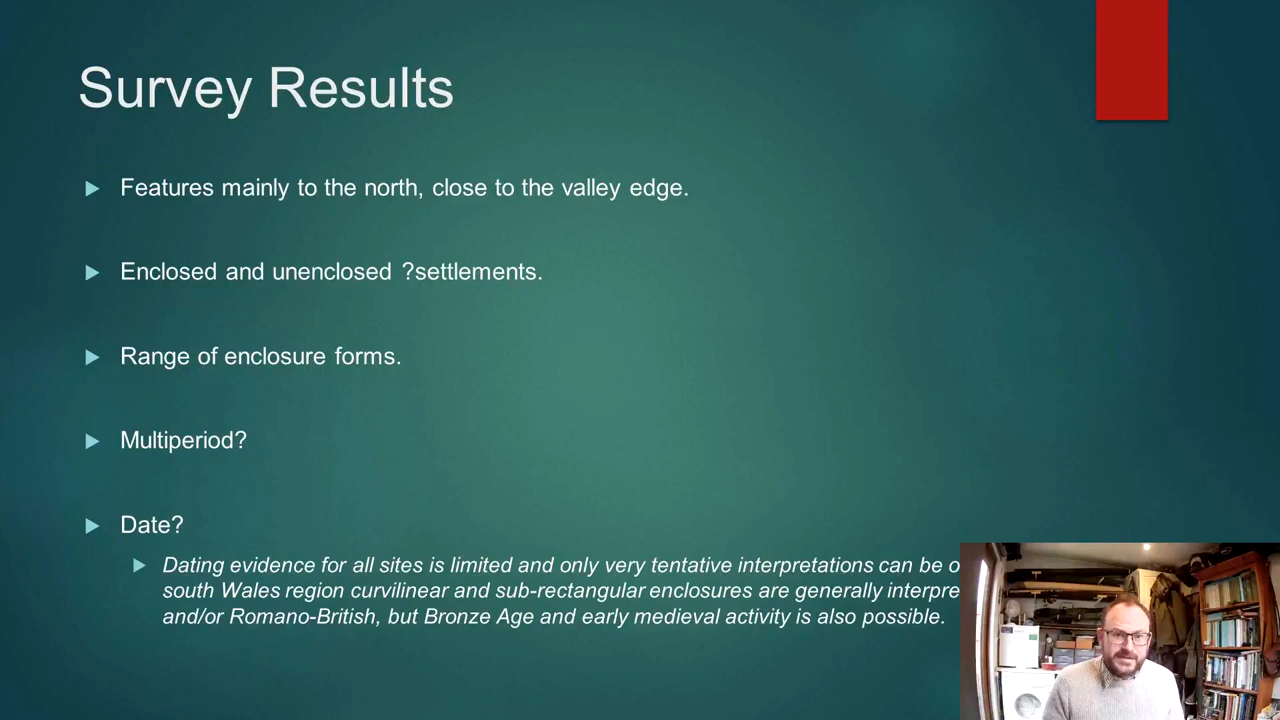 Survey Results
Features mainly to the north, close to the valley edge.
Enclosed and unenclosed ?settlements.
Range of enclosure forms.
Multiperiod?
Date?
Dating evidence for all sites is limited and only very tentative interpretations can be
south Wales region curvilinear and sub-rectangular enclosures are generally
and/or Romano-British, but Bronze Age and early medieval activity is also possible.